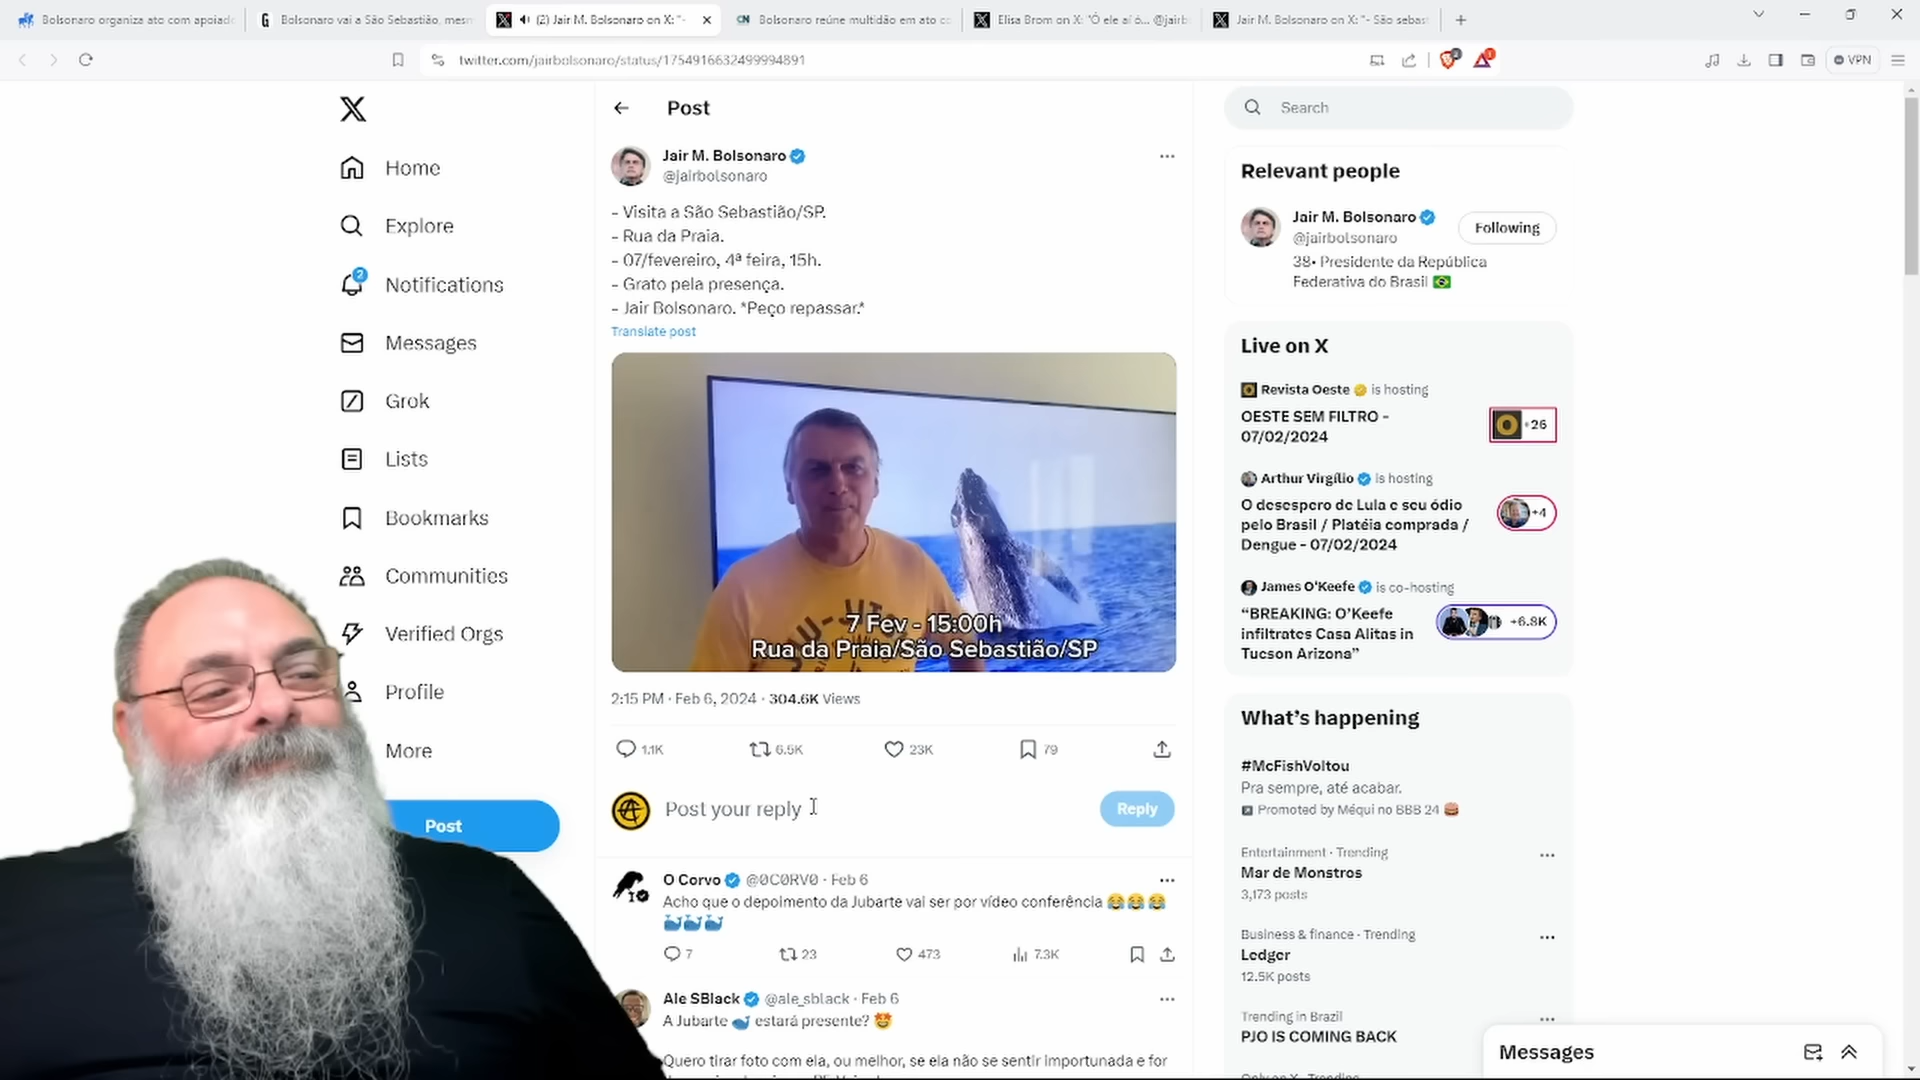 Bolsonaro organiza ato com apoiado
Bolsonaro vai a São Sebastião, mesm
(2) Jair M. Bolsonaro on X: "-
Bolsonaro reúne multidão em ato co
Elisa Brom on X: "Ó ele aí ó... @jairb
Jair M. Bolsonaro on X: "- São sebast
twitter.com/jairbolsonaro/status/1754916632499994891
VPN
Home
Explore
2
Notifications
Messages
Grok
Lists
Bookmarks
Communities
Verified Orgs
Profile
More
Post
Post
Jair M. Bolsonaro
@jairbolsonaro
- Visita a São Sebastião/SP.
- Rua da Praia.
- 07/fevereiro, 4ª feira, 15h.
- Grato pela presença.
- Jair Bolsonaro. *Peço repassar.*
Translate post
7 Fev - 15:00h
Rua da Praia/São Sebastião/SP
2:15 PM · Feb 6, 2024 · 304.6K Views
1.1K 6.5K 23K 79
Post your reply
Reply
O Corvo @0C0RV0 · Feb 6
Acho que o depoimento da Jubarte vai ser por vídeo conferência 😂😂😂
🐳🐳🐳
7 23 473 7.3K
Ale SBlack @ale_sblack · Feb 6
A Jubarte 🐳 estará presente? 🤩
Quero tirar foto com ela, ou melhor, se ela não se sentir importunada e for
Search
Relevant people
Jair M. Bolsonaro
@jairbolsonaro
Following
38• Presidente da República
Federativa do Brasil 🇧🇷
Live on X
Revista Oeste is hosting
OESTE SEM FILTRO -
07/02/2024
+26
Arthur Virgílio is hosting
O desespero de Lula e seu ódio
pelo Brasil / Platéia comprada /
Dengue - 07/02/2024
+4
James O'Keefe is co-hosting
“BREAKING: O’Keefe
infiltrates Casa Alitas in
Tucson Arizona”
+6.8K
What’s happening
#McFishVoltou
Pra sempre, até acabar.
Promoted by Méqui no BBB 24 🍔
Entertainment · Trending
Mar de Monstros
3,173 posts
Business & finance · Trending
Ledger
12.5K posts
Trending in Brazil
PJO IS COMING BACK
Messages